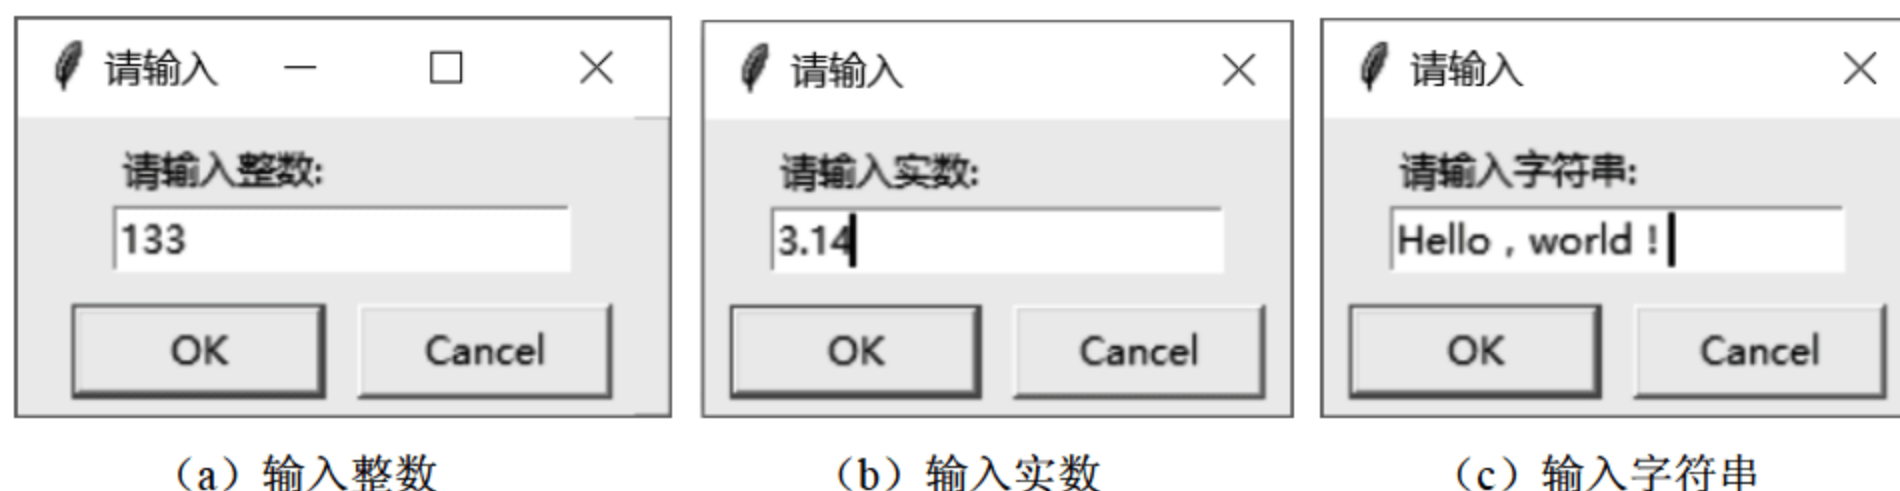 请输入
请输入整数:
133
OK Cancel
(a) 输入整数
请输入
请输入实数:
3.14
OK Cancel
(b) 输入实数
请输入
请输入字符串:
Hello，world！
OK Cancel
(c) 输入字符串